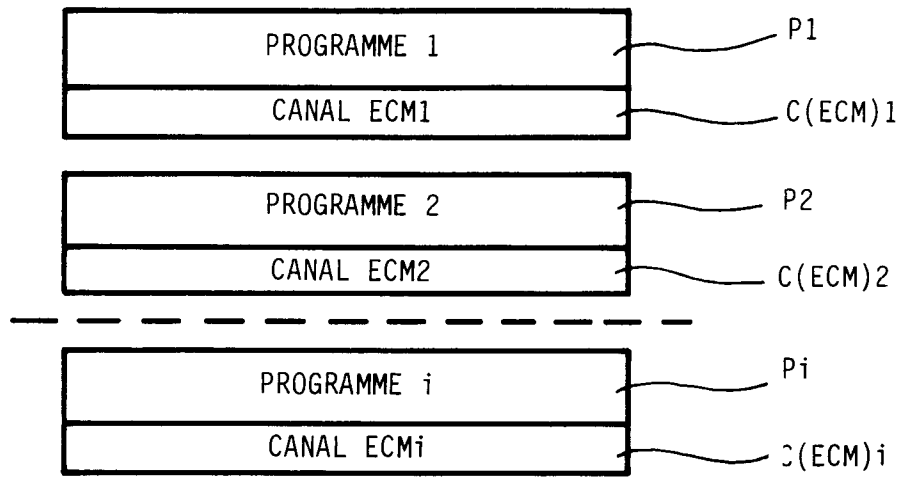 PROGRAMME 1 P1
CANAL ECM1 C(ECM)1
PROGRAMME 2 P2
CANAL ECM2 C(ECM)2
PROGRAMME i Pi
CANAL ECMi C(ECM)i